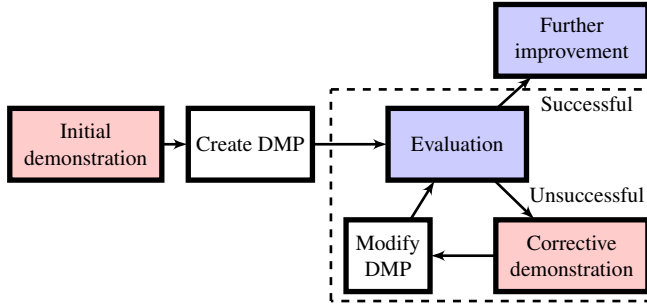 Further
improvement
Successful
Initial
demonstration
Create DMP
Evaluation
Unsuccessful
Modify
DMP
Corrective
demonstration